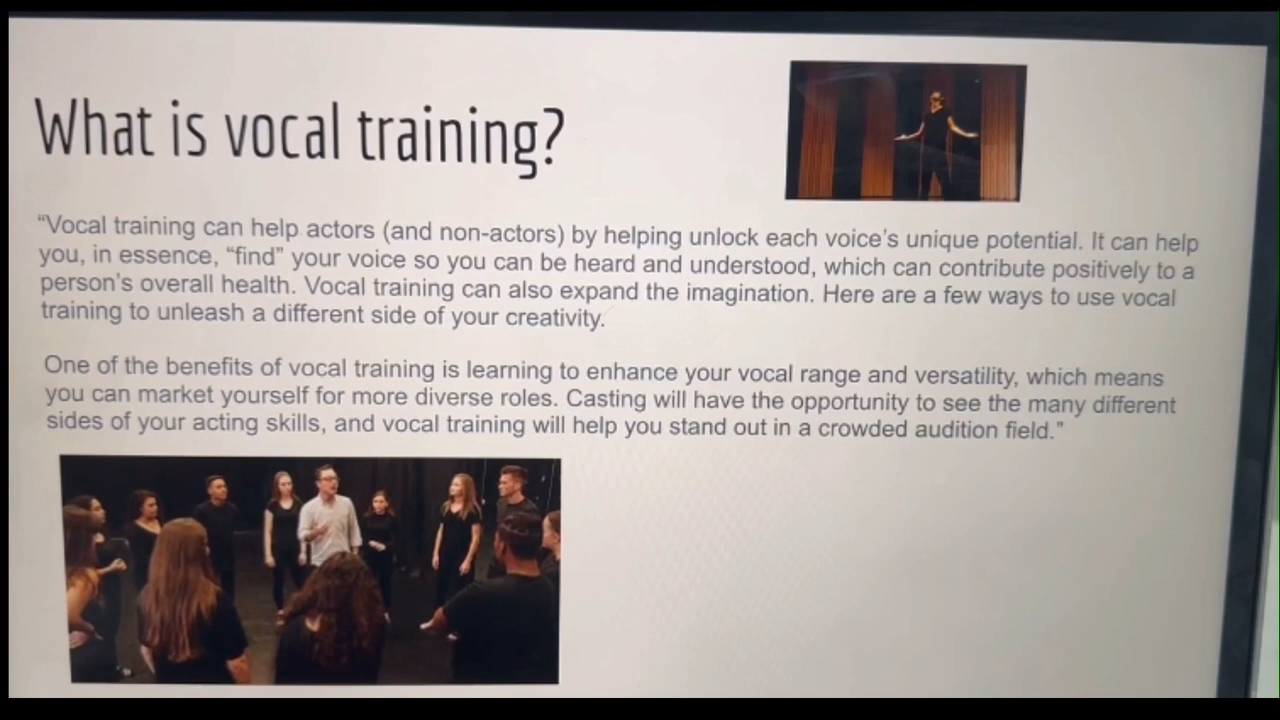 What is vocal training?
“Vocal training can help actors (and non-actors) by helping unlock each voice’s unique potential. It can help
you, in essence, “find” your voice so you can be heard and understood, which can contribute positively to a
person’s overall health. Vocal training can also expand the imagination. Here are a few ways to use vocal
training to unleash a different side of your creativity.
One of the benefits of vocal training is learning to enhance your vocal range and versatility, which means
you can market yourself for more diverse roles. Casting will have the opportunity to see the many different
sides of your acting skills, and vocal training will help you stand out in a crowded audition field.”